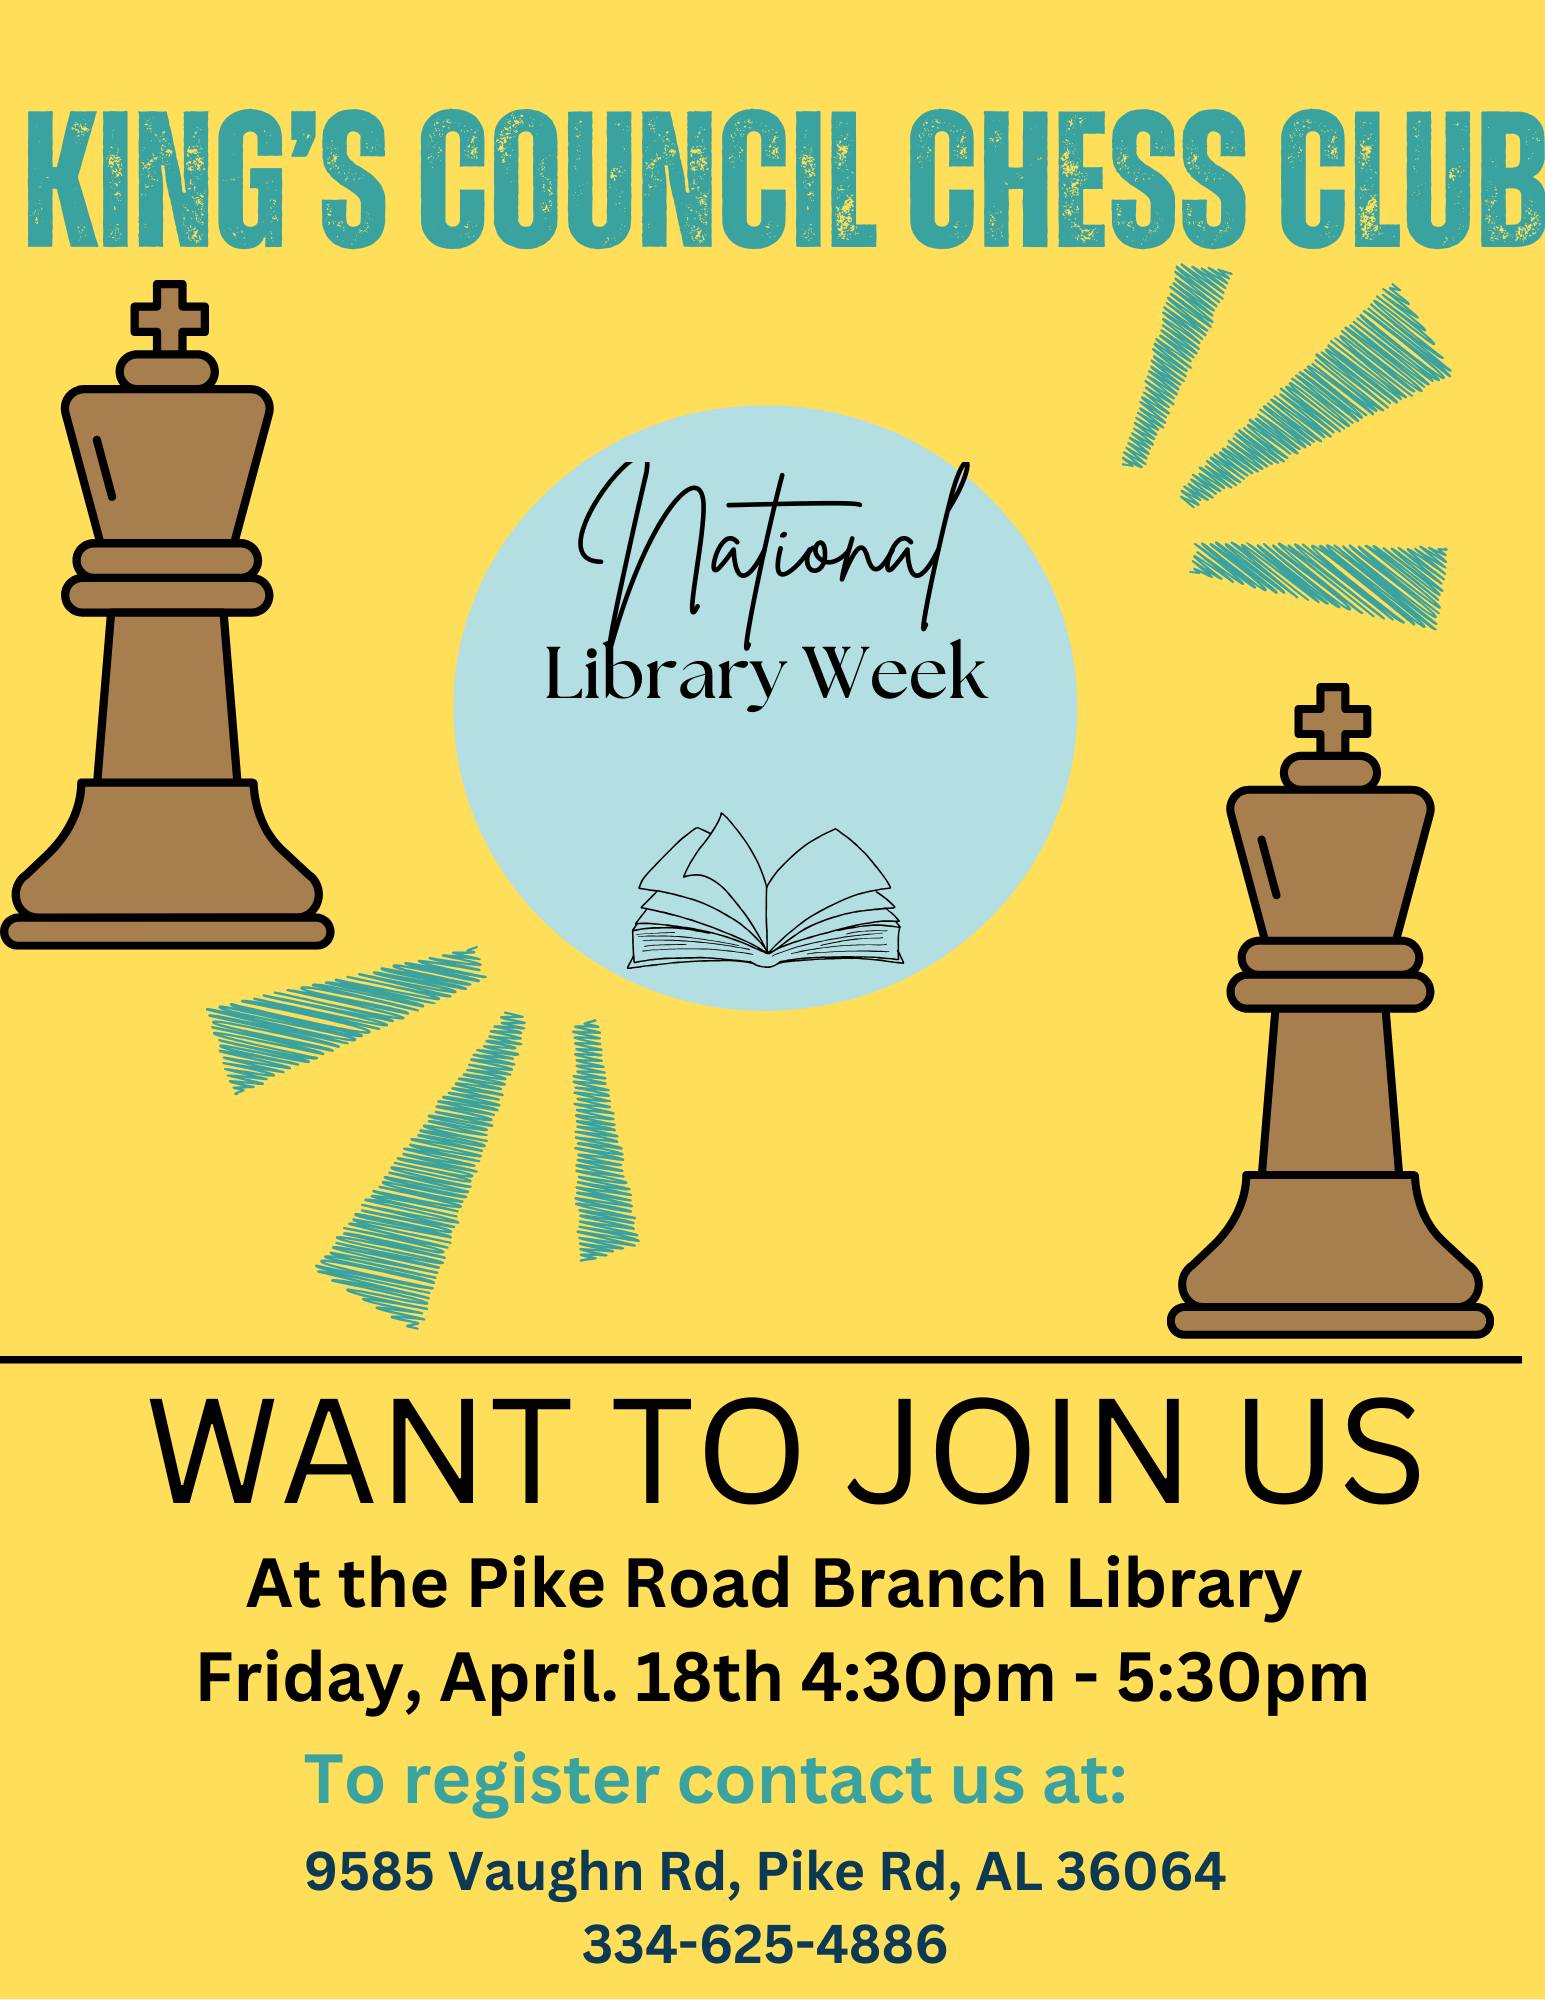 KING'S COUNCIL CHESS CLUB
National
Library Week
WANT TO JOIN US
At the Pike Road Branch Library
Friday, April. 18th 4:30pm - 5:30pm
To register contact us at:
9585 Vaughn Rd, Pike Rd, AL 36064
334-625-4886